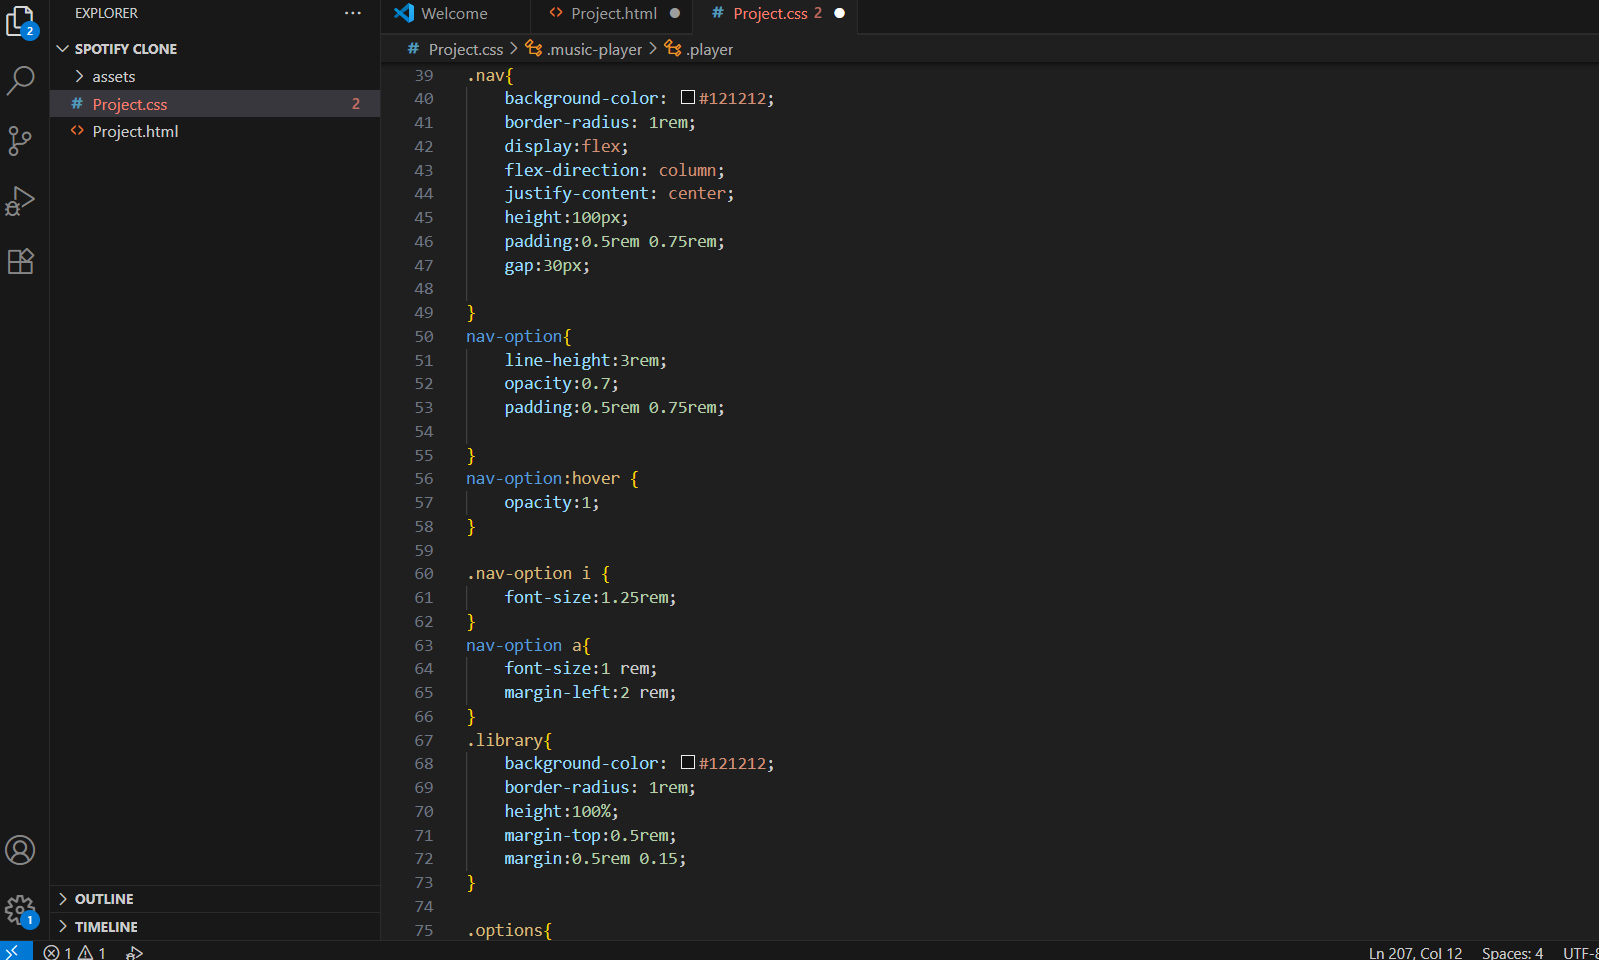 EXPLORER ···
Welcome
Project.html
# Project.css 2
SPOTIFY CLONE
# Project.css > .music-player > .player
assets
# Project.css 2
Project.html
2
39 .nav{
40 background-color: #121212;
41 border-radius: 1rem;
42 display:flex;
43 flex-direction: column;
44 justify-content: center;
45 height:100px;
46 padding:0.5rem 0.75rem;
47 gap:30px;
48
49 }
50 nav-option{
51 line-height:3rem;
52 opacity:0.7;
53 padding:0.5rem 0.75rem;
54
55 }
56 nav-option:hover {
57 opacity:1;
58 }
59
60 .nav-option i {
61 font-size:1.25rem;
62 }
63 nav-option a{
64 font-size:1 rem;
65 margin-left:2 rem;
66 }
67 .library{
68 background-color: #121212;
69 border-radius: 1rem;
70 height:100%;
71 margin-top:0.5rem;
72 margin:0.5rem 0.15;
73 }
74
75 .options{
OUTLINE
TIMELINE
1
1 1
Ln 207, Col 12 Spaces: 4 UTF-8